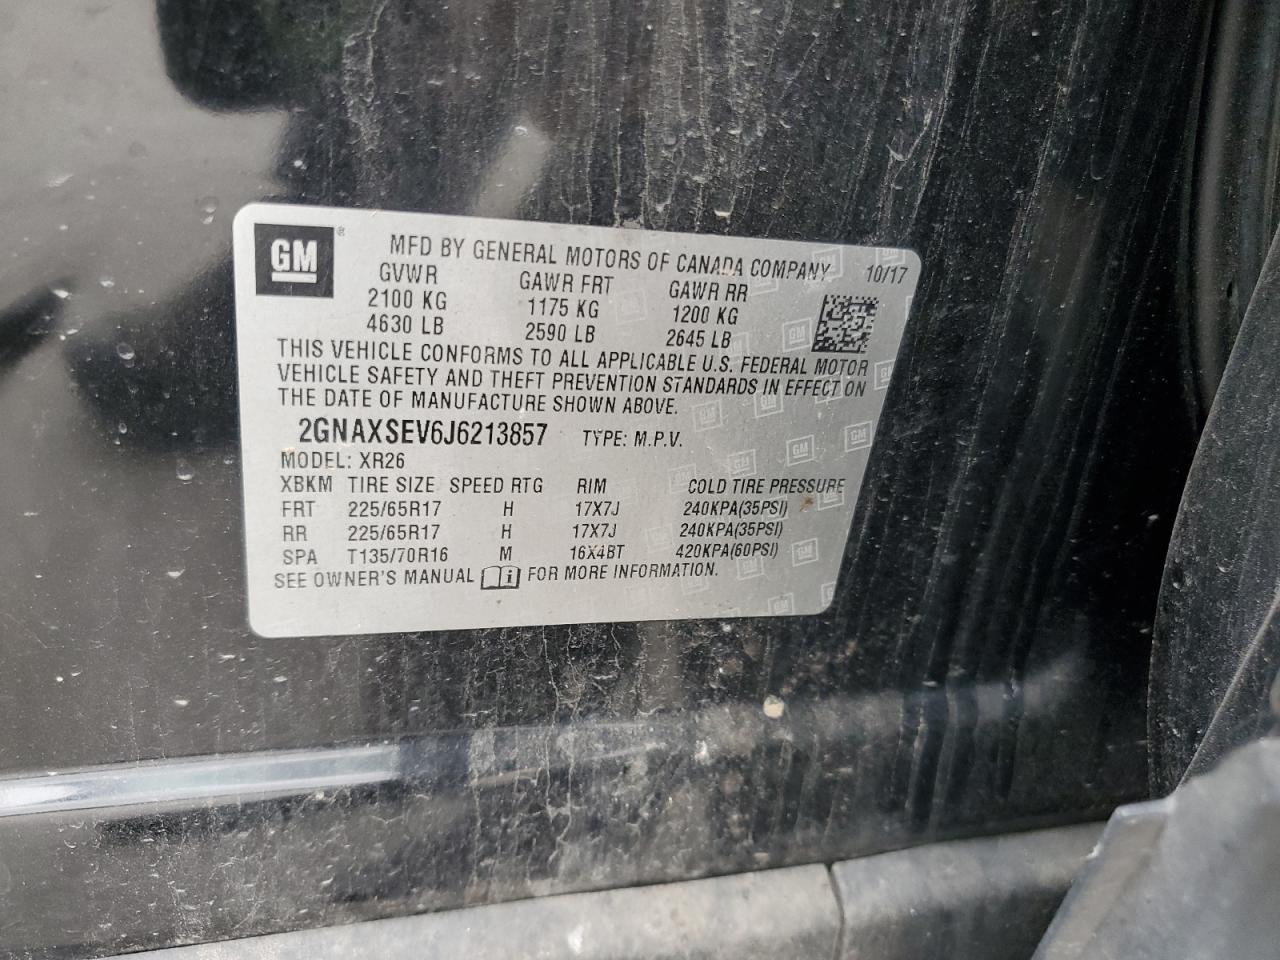 GM ® MFD BY GENERAL MOTORS OF CANADA COMPANY 10/17
GVWR GAWR FRT GAWR RR
2100 KG 1175 KG 1200 KG
4630 LB 2590 LB 2645 LB
THIS VEHICLE CONFORMS TO ALL APPLICABLE U.S. FEDERAL MOTOR
VEHICLE SAFETY AND THEFT PREVENTION STANDARDS IN EFFECT ON
THE DATE OF MANUFACTURE SHOWN ABOVE.
2GNAXSEV6J6213857 TYPE: M.P.V.
MODEL: XR26
XBKM TIRE SIZE SPEED RTG RIM COLD TIRE PRESSURE
FRT 225/65R17 H 17X7J 240KPA(35PSI)
RR 225/65R17 H 17X7J 240KPA(35PSI)
SPA T135/70R16 M 16X4BT 420KPA(60PSI)
SEE OWNER'S MANUAL i FOR MORE INFORMATION.